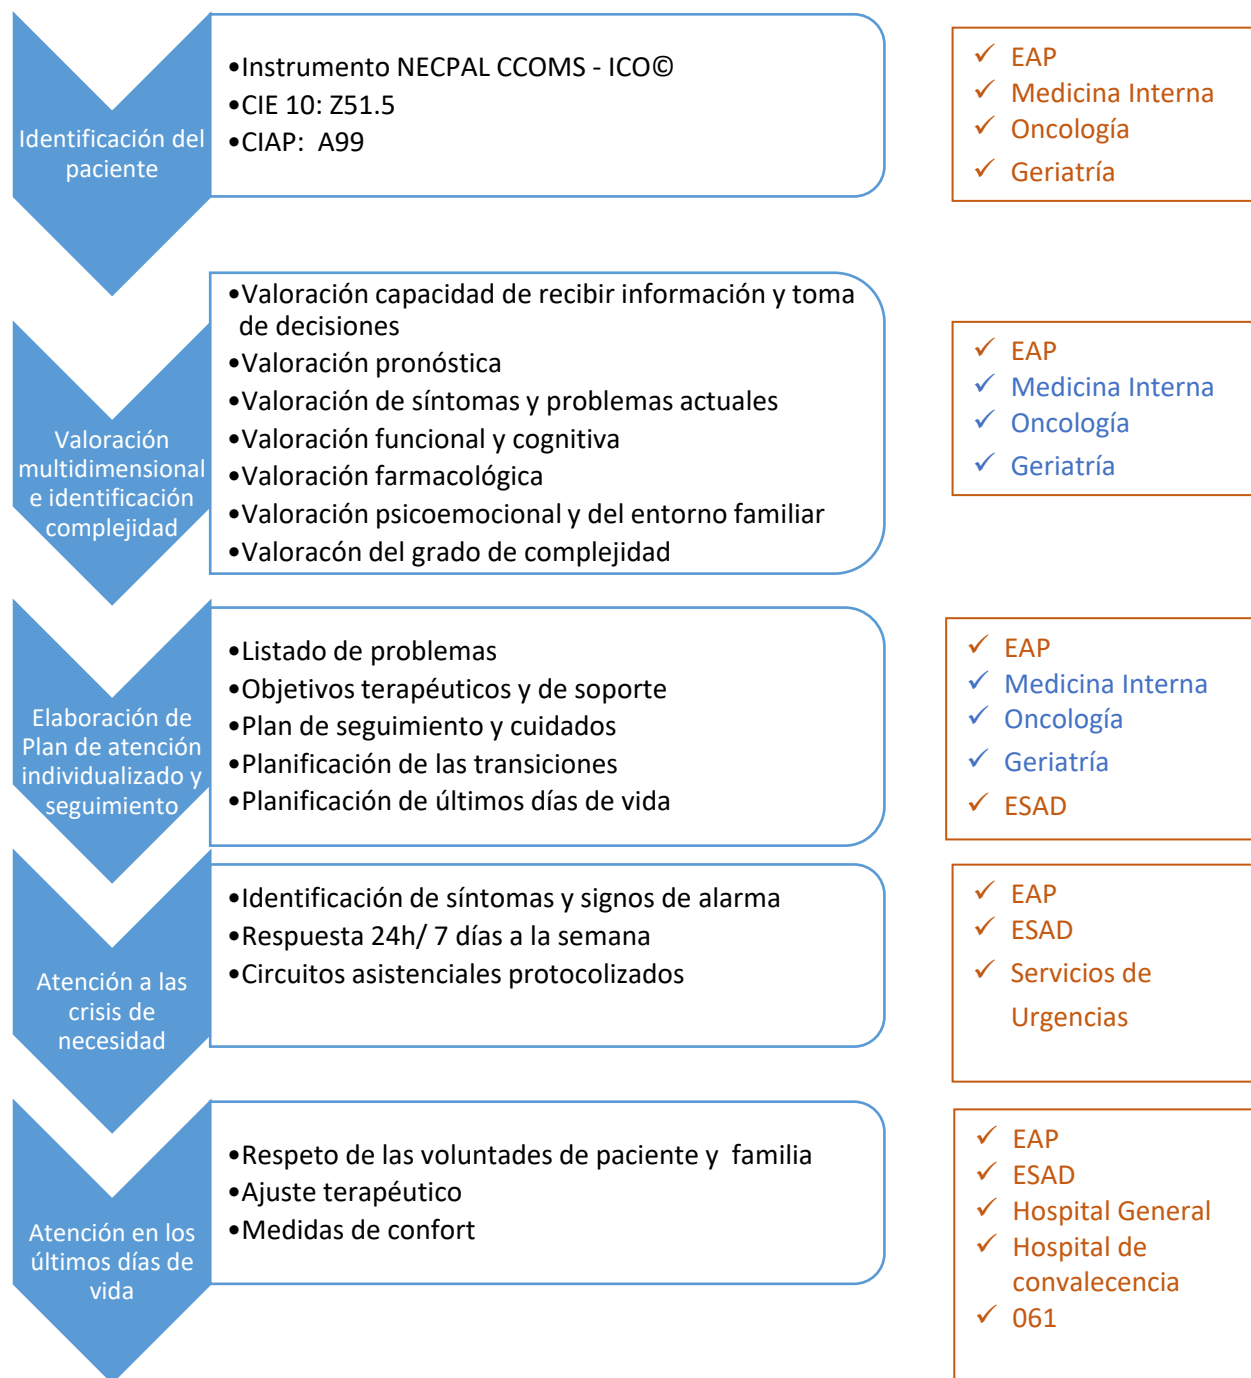 Identificación del
paciente
•Instrumento NECPAL CCOMS - ICO©
•CIE 10: Z51.5
•CIAP: A99
✓ EAP
✓ Medicina Interna
✓ Oncología
✓ Geriatría
Valoración
multidimensional
e identificación
complejidad
•Valoración capacidad de recibir información y toma
de decisiones
•Valoración pronóstica
•Valoración de síntomas y problemas actuales
•Valoración funcional y cognitiva
•Valoración farmacológica
•Valoración psicoemocional y del entorno familiar
•Valoracón del grado de complejidad
✓ EAP
✓ Medicina Interna
✓ Oncología
✓ Geriatría
Elaboración de
Plan de atención
individualizado y
seguimiento
•Listado de problemas
•Objetivos terapéuticos y de soporte
•Plan de seguimiento y cuidados
•Planificación de las transiciones
•Planificación de últimos días de vida
✓ EAP
✓ Medicina Interna
✓ Oncología
✓ Geriatría
✓ ESAD
Atención a las
crisis de
necesidad
•Identificación de síntomas y signos de alarma
•Respuesta 24h/ 7 días a la semana
•Circuitos asistenciales protocolizados
✓ EAP
✓ ESAD
✓ Servicios de
Urgencias
Atención en los
últimos días de
vida
•Respeto de las voluntades de paciente y familia
•Ajuste terapéutico
•Medidas de confort
✓ EAP
✓ ESAD
✓ Hospital General
✓ Hospital de
convalecencia
✓ 061